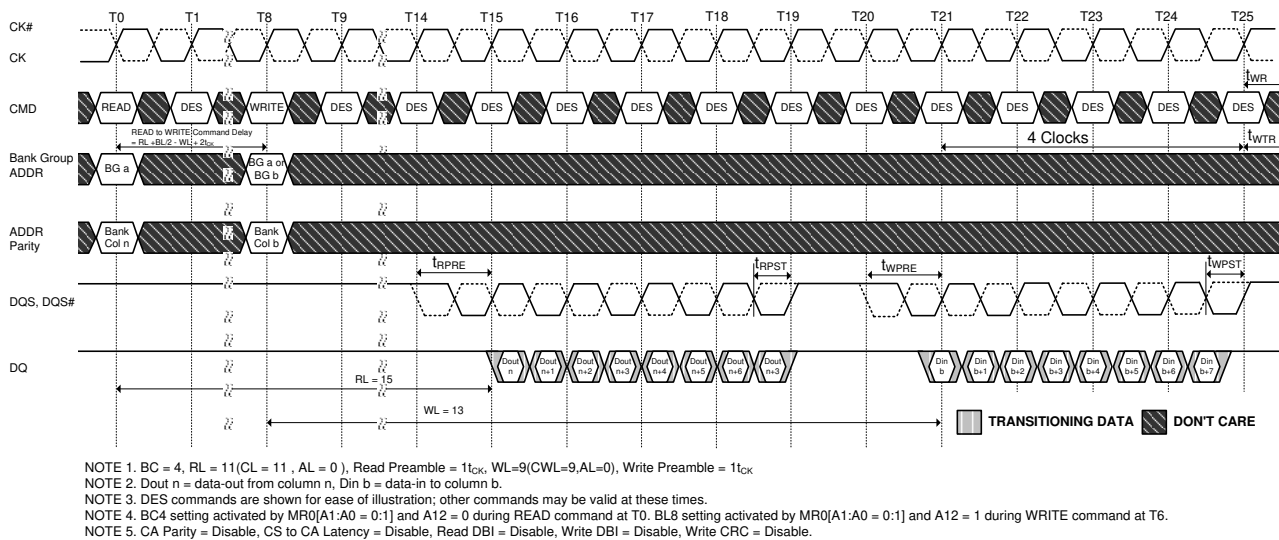 T0 T1 T8 T9 T14 T15 T16 T17 T18 T19 T20 T21 T22 T23 T24 T25
CK#
CK
tWR
CMD READ DES WRITE DES DES DES DES DES DES DES DES DES DES DES DES DES
READ to WRITE Command Delay
= RL +BL/2 - WL + 2tCK
4 Clocks
tWTR
Bank Group
ADDR
BG a
BG a or
BG b
ADDR
Parity
Bank
Col n
Bank
Col b
tRPRE tRPST tWPRE tWPST
DQS, DQS#
DQ
Dout
n
Dout
n+1
Dout
n+2
Dout
n+3
Dout
n+4
Dout
n+5
Dout
n+6
Dout
n+3
Din
b
Din
b+1
Din
b+2
Din
b+3
Din
b+4
Din
b+5
Din
b+6
Din
b+7
RL = 15
WL = 13
TRANSITIONING DATA DON'T CARE
NOTE 1. BC = 4, RL = 11(CL = 11 , AL = 0 ), Read Preamble = 1tCK, WL=9(CWL=9,AL=0), Write Preamble = 1tCK
NOTE 2. Dout n = data-out from column n, Din b = data-in to column b.
NOTE 3. DES commands are shown for ease of illustration; other commands may be valid at these times.
NOTE 4. BC4 setting activated by MR0[A1:A0 = 0:1] and A12 = 0 during READ command at T0. BL8 setting activated by MR0[A1:A0 = 0:1] and A12 = 1 during WRITE command at T6.
NOTE 5. CA Parity = Disable, CS to CA Latency = Disable, Read DBI = Disable, Write DBI = Disable, Write CRC = Disable.